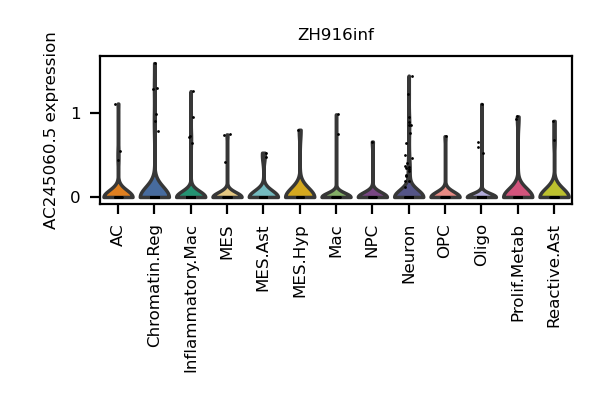 ZH916inf
AC245060.5 expression
1
0
AC
Chromatin.Reg
Inflammatory.Mac
MES
MES.Ast
MES.Hyp
Mac
NPC
Neuron
OPC
Oligo
Prolif.Metab
Reactive.Ast